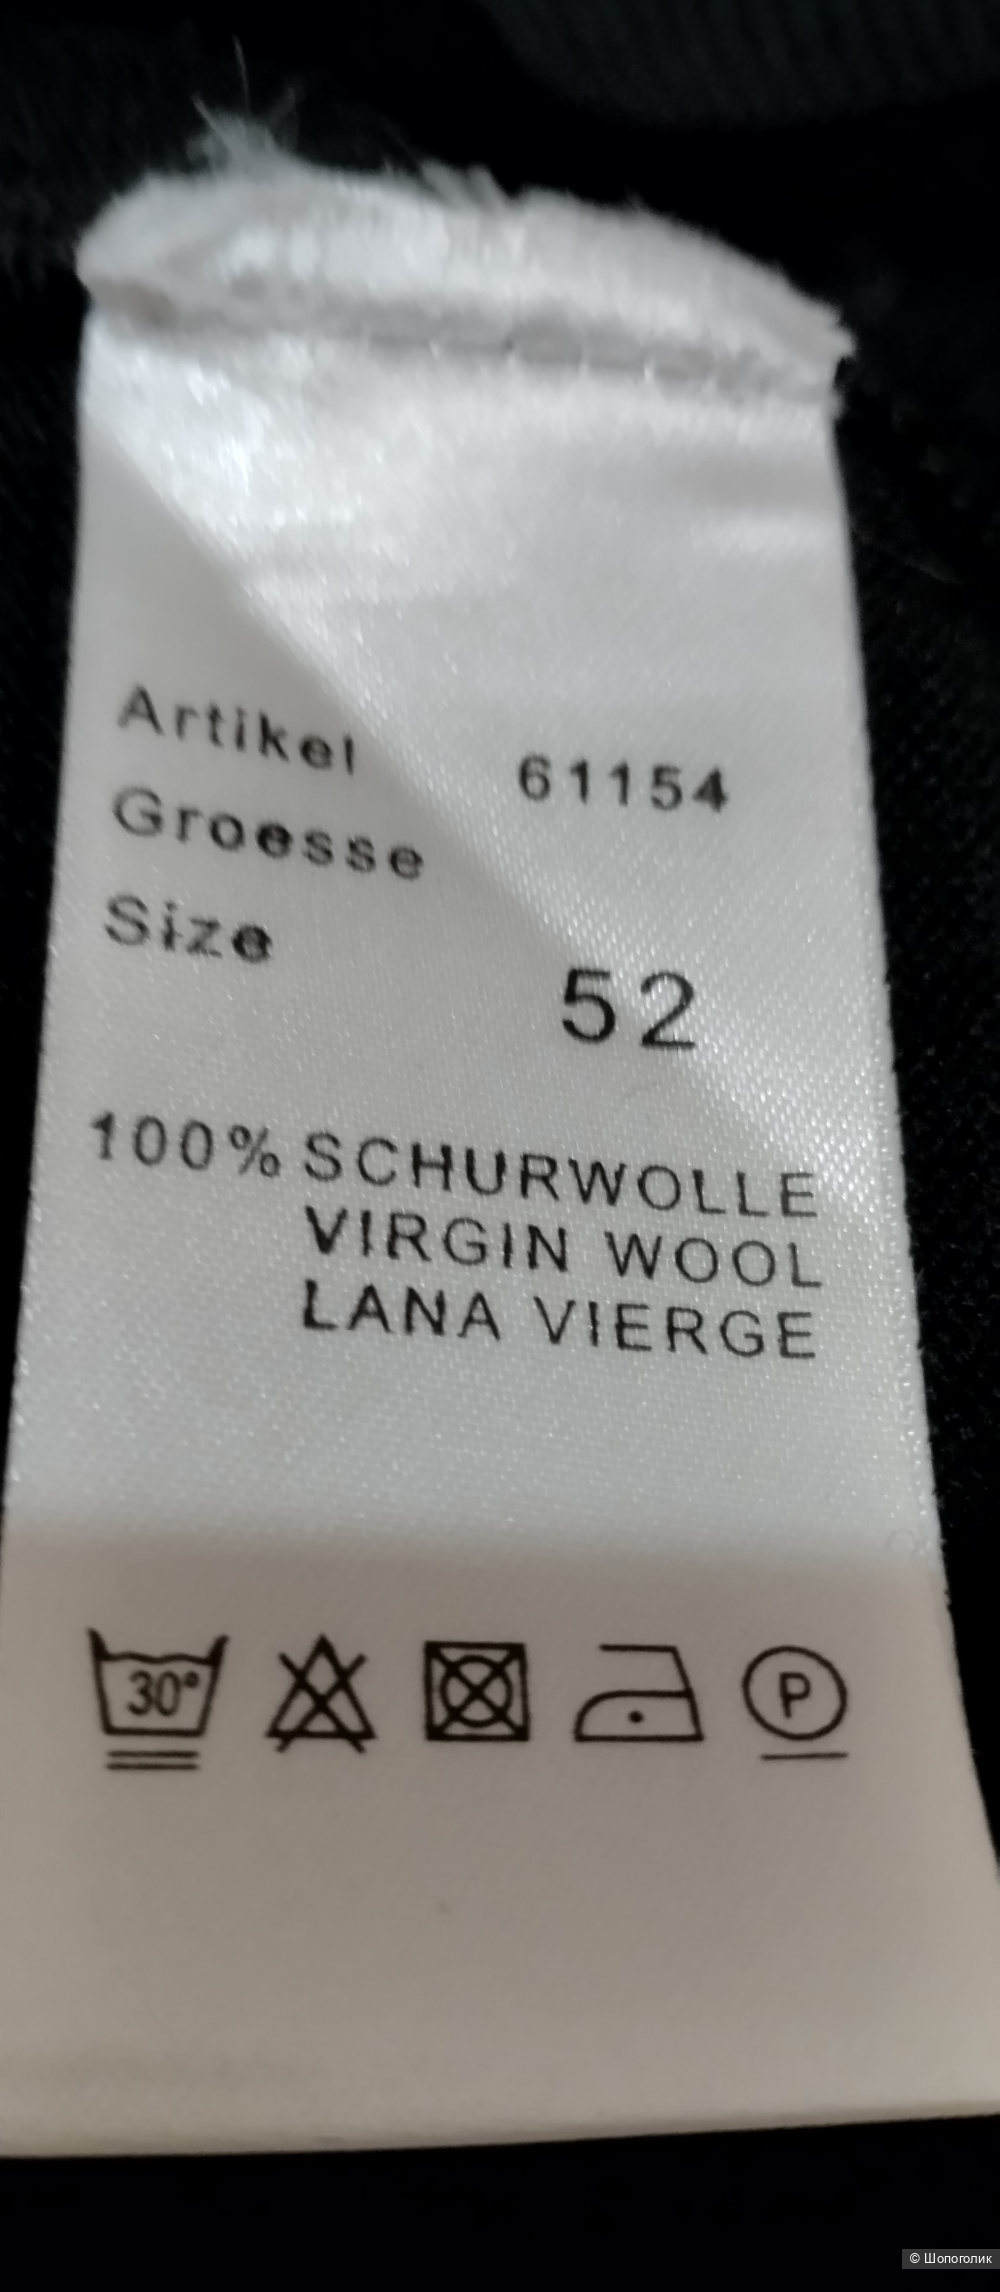 Artikel 61154
Groesse
Size 52
100% SCHURWOLLE
VIRGIN WOOL
LANA VIERGE
30°
P
© Шопоголик